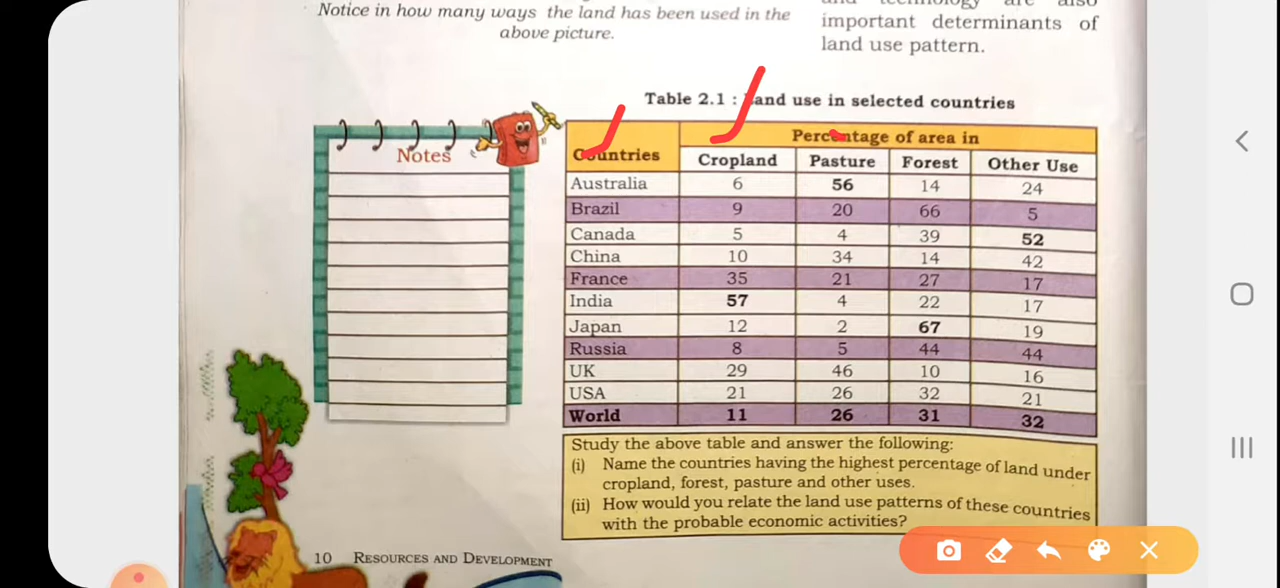 Notice in how many ways the land has been used in the
above picture.
and technology are also
important determinants of
land use pattern.
Table 2.1 : Land use in selected countries
Notes
Countries
Percentage of area in
Cropland Pasture Forest Other Use
Australia 6 56 14 24
Brazil 9 20 66 5
Canada 5 4 39 52
China 10 34 14 42
France 35 21 27 17
India 57 4 22 17
Japan 12 2 67 19
Russia 8 5 44 44
UK 29 46 10 16
USA 21 26 32 21
World 11 26 31 32
Study the above table and answer the following:
(i) Name the countries having the highest percentage of land under
cropland, forest, pasture and other uses.
(ii) How would you relate the land use patterns of these countries
with the probable economic activities?
10 RESOURCES AND DEVELOPMENT